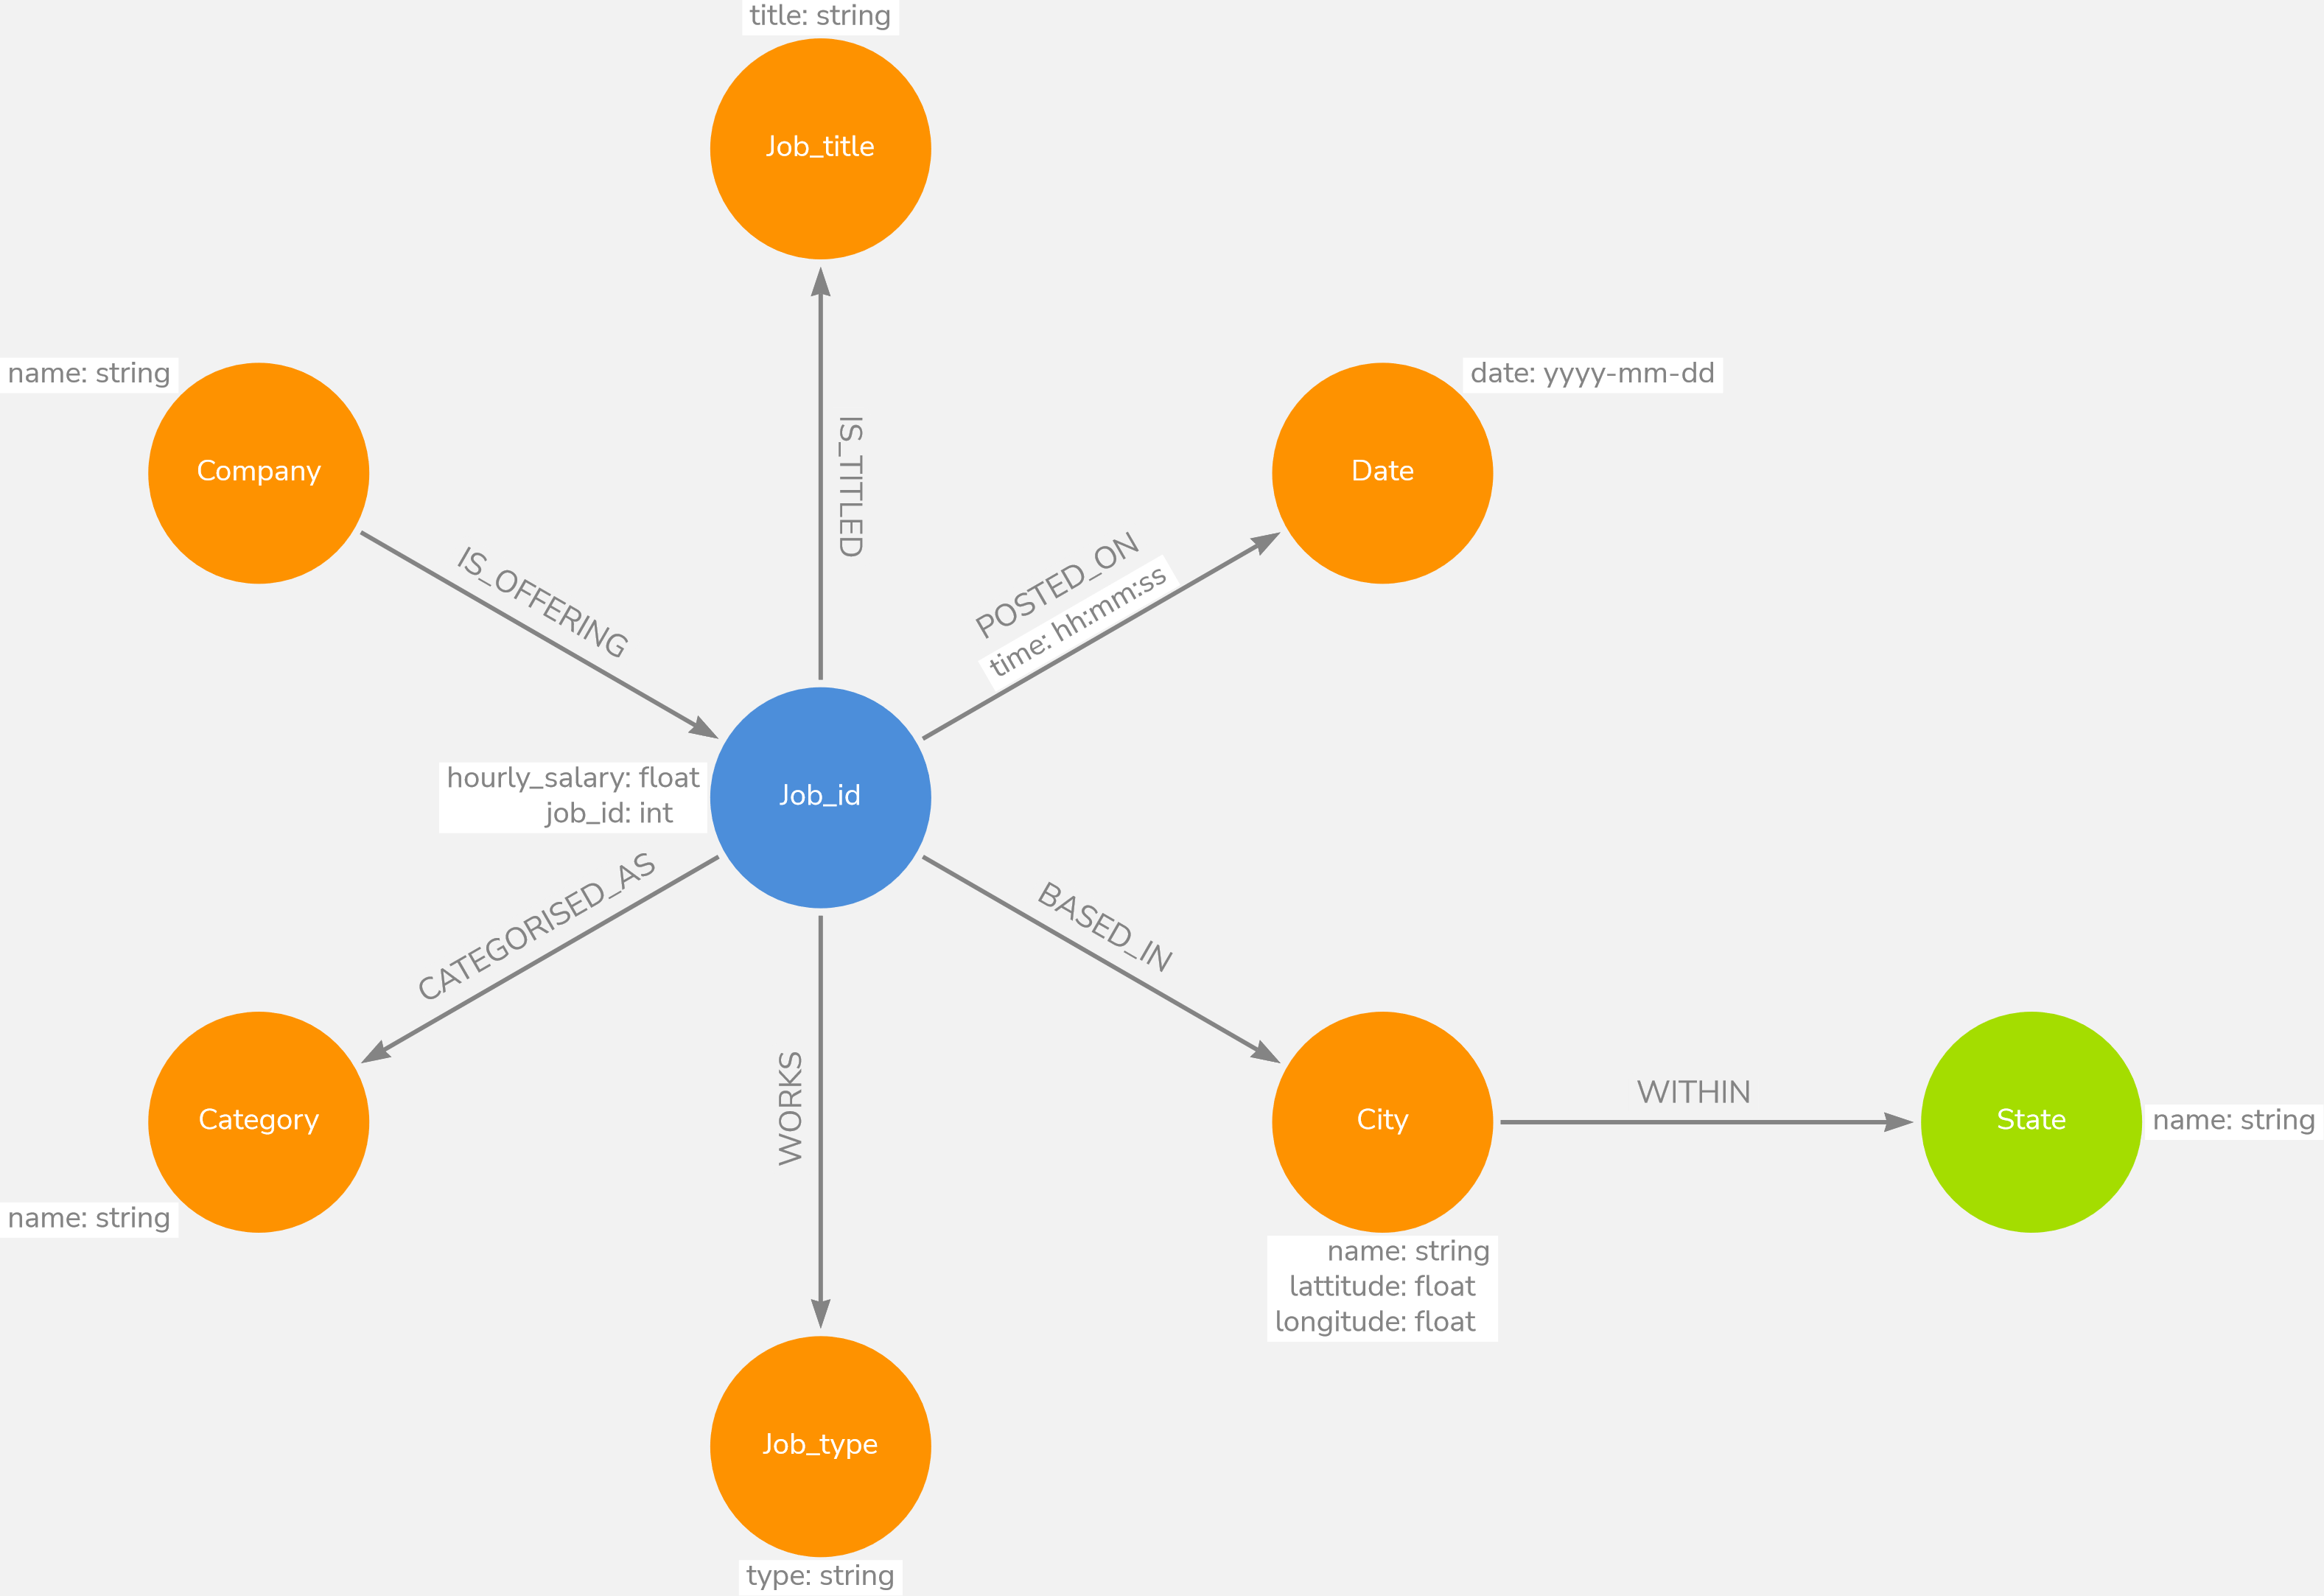 title: string
Job_title
name: string
date: yyyy-mm-dd
Company
Date
IS_TITLED
IS_OFFERING
POSTED_ON
time: hh:mm:ss
hourly_salary: float
job_id: int
Job_id
CATEGORISED_AS
BASED_IN
WORKS
WITHIN
Category
City
State
name: string
name: string
name: string
lattitude: float
longitude: float
Job_type
type: string